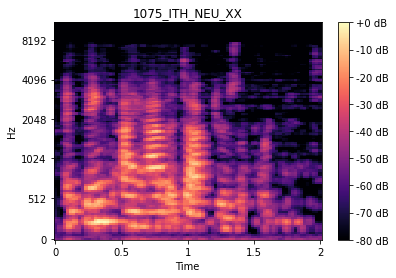 1075_ITH_NEU_XX
+0 dB
8192
-10 dB
4096
-20 dB
-30 dB
2048
Hz
-40 dB
1024
-50 dB
512
-60 dB
-70 dB
0
-80 dB
0 0.5 1 1.5 2
Time